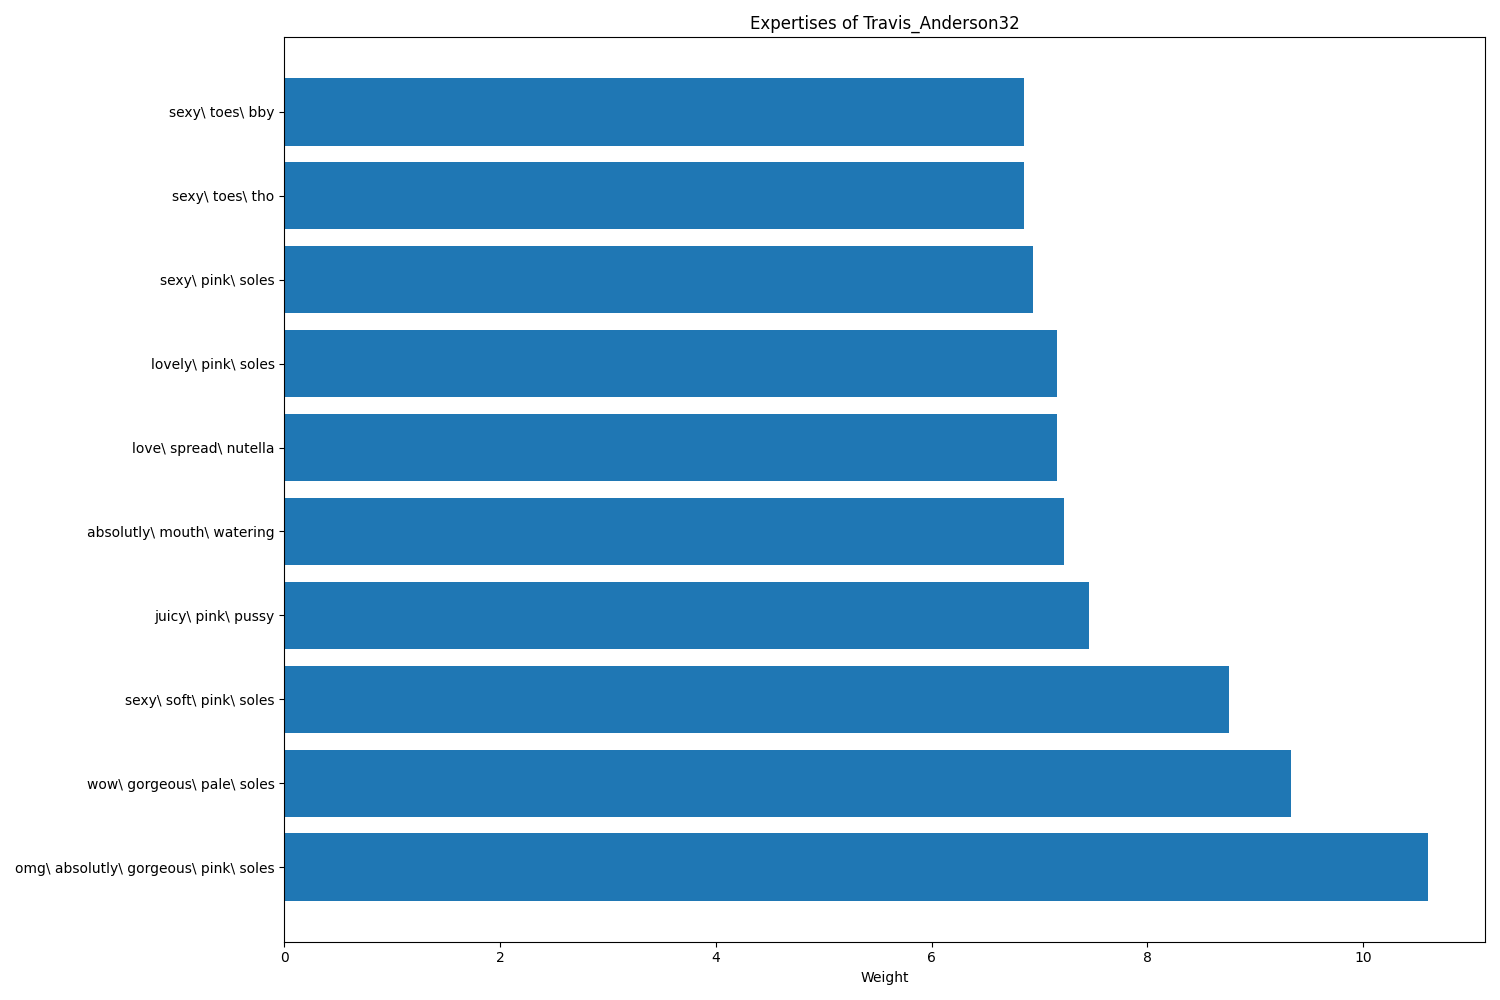 Expertises of Travis_Anderson32
sexy\ toes\ bby
sexy\ toes\ tho
sexy\ pink\ soles
lovely\ pink\ soles
love\ spread\ nutella
absolutly\ mouth\ watering
juicy\ pink\ pussy
sexy\ soft\ pink\ soles
wow\ gorgeous\ pale\ soles
omg\ absolutly\ gorgeous\ pink\ soles
0 2 4 6 8 10
Weight